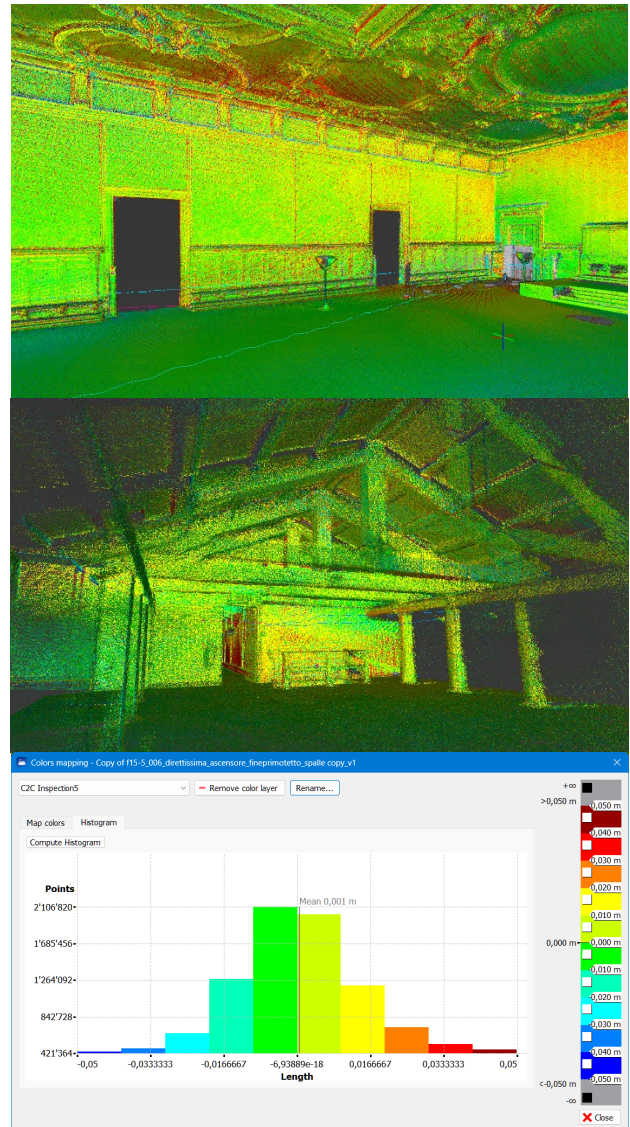 Colors mapping - Copy of f15-5_006_direttissima_ascensore_fineprimotetto_spalle copy_v1
C2C Inspection5
Remove color layer
Rename...
Map colors
Histogram
Compute Histogram
Points
Mean 0,001 m
2'106'820
1'685'456
1'264'092
842'728
421'364
-0,05
-0,0333333
-0,0166667
-6,93889e-18
0,0166667
0,0333333
0,05
Length
+∞
>0,050 m
0,050 m
0,040 m
0,030 m
0,020 m
0,010 m
0,000 m
0,000 m
-0,010 m
-0,020 m
-0,030 m
-0,040 m
-0,050 m
<-0,050 m
-∞
Close